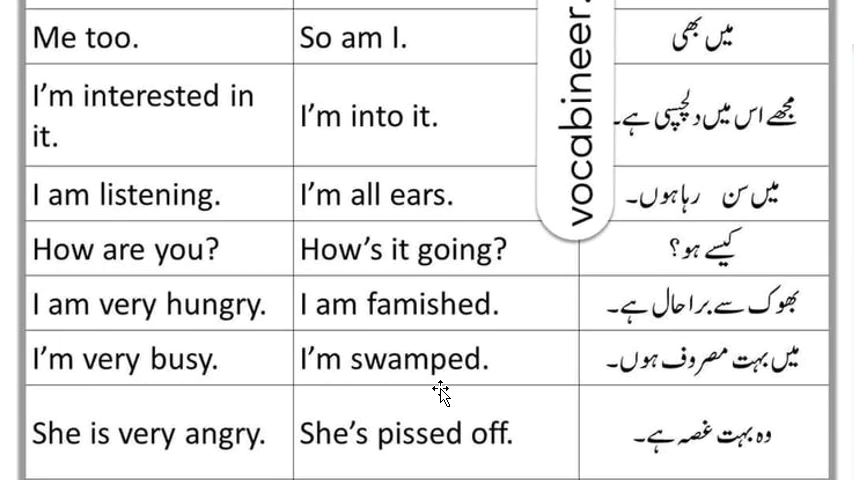 Me too. So am I. میں بھی
I'm interested in
it. I'm into it. مجھے اس میں دلچسپی ہے۔
I am listening. I'm all ears. میں سن رہا ہوں۔
How are you? How's it going? کیسے ہو؟
I am very hungry. I am famished. بھوک سے برا حال ہے۔
I'm very busy. I'm swamped. میں بہت مصروف ہوں۔
She is very angry. She's pissed off. وہ بہت غصہ ہے۔
vocabineer.